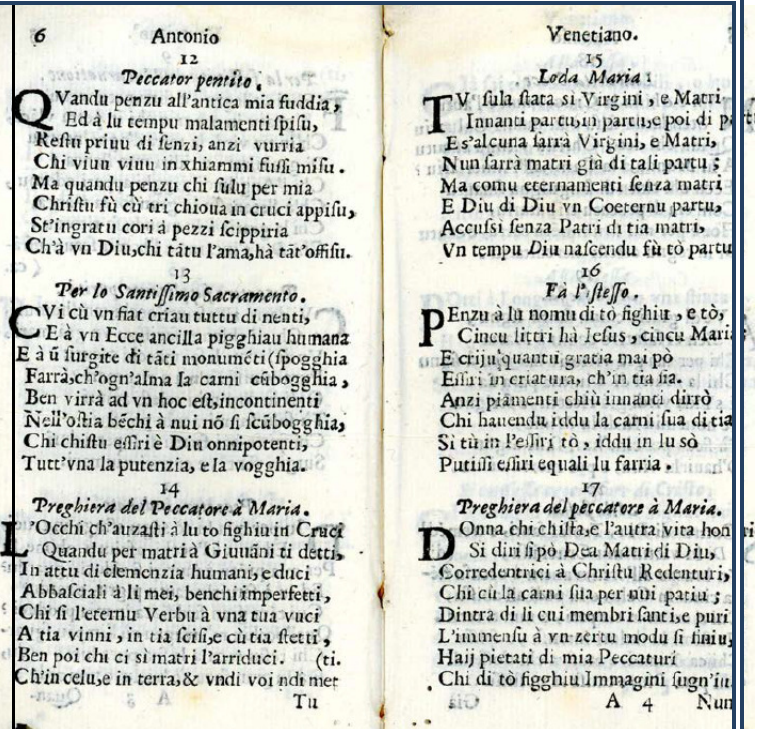 6 Antonio
12
Peccator pentito.
QVandu penzu all'antica mia fuddia,
Ed à lu tempu malamenti ſpiſu,
Reſtu priuu di ſenzi, anzi vurria
Chi viuu viuu in xhiammi fuſſi miſu.
Ma quandu penzu chi ſulu per mia
Chriſtu fù cù tri chioua in cruci appiſu,
St'ingratu cori à pezzi ſcippiria
Ch'à vn Diu,chi tātu l'ama,hà tāt'offiſu.
13
Per lo Santiſſimo Sacramento.
CVi cù vn fiat criau tuttu di nenti,
E à vn Ecce ancilla pigghiau humana
E à ū ſurgite di tāti monumēti (ſpogghia
Farrà,ch'ogn'alma la carni cūbogghia,
Ben virrà ad vn hoc eſt,incontinenti
Nell'oſtia bēchi à nui nō ſi ſcūbogghia,
Chi chiſtu eſſiri è Diu onnipotenti,
Tutt'vna la putenzia, e la vogghia.
14
Preghiera del Peccatore à Maria.
L'Occhi ch'auzaſti à lu to fighiu in Cruci
Quandu per matri à Giuuāni ti detti,
In attu di clemenzia humani, e duci
Abbaſciali à li mei, benchi imperfetti,
Chi ſi l'eternu Verbu à vna tua vuci
A tia vinni, in tia ſciſi,e cù tia ſtetti,
Ben poi chi ci sì matri l'arriduci. (ti.
Ch'in celu,e in terra,& vndi voi ndi met
Tu
Venetiano.
15
Loda Maria:
TV ſula ſtata si Virgini, e Matri
Innanti partu,in partu,e poi di part
E s'alcuna ſarrà Virgini, e Matri,
Nun ſarrà matri già di tali partu;
Ma comu eternamenti ſenza matri
E Diu di Diu vn Coeternu partu,
Accuſsi ſenza Patri di tia matri,
Vn tempu Diu naſcendu fù tò partu
16
Fà l'iſteſſo.
PEnzu à lu nomu di tò fighiu, e tò,
Cincu littri hà Ieſus, cincu Maria
E criju quantu gratia mai pò
Eſſiri in criatura, ch'in tia ſia.
Anzi piamenti chiù innanti dirrò
Chi hauendu iddu la carni ſua di tia
Si tù in l'eſſiri tò, iddu in lu sò
Putiſſi eſſiri equali lu farria.
17
Preghiera del peccatore à Maria.
DOnna chi chiſta,e l'autra vita hon
Si diri ſi pò Dea Matri di Diu,
Corredentrici à Chriſtu Redenturi,
Chi cù la carni ſua per nui patiu;
Dintra di li cui membri ſanti,e puri
L'immenſu à vn zertu modu ſi finiu,
Haij pietati di mia Peccaturi
Chi di tò figghiu Immagini ſugn'iu
A 4 Nun